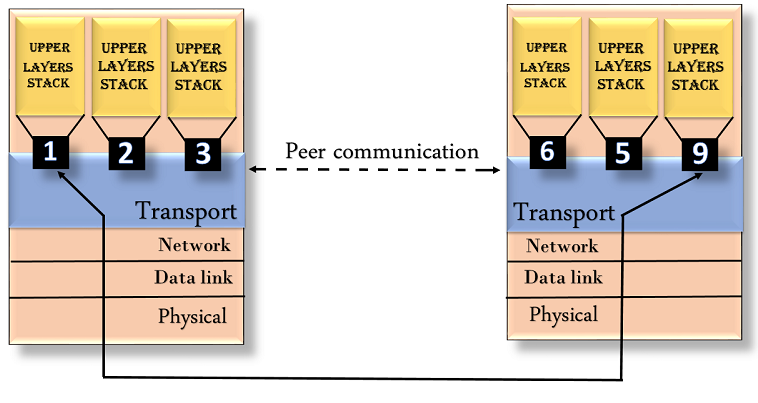 UPPER
LAYERS
STACK
UPPER
LAYERS
STACK
UPPER
LAYERS
STACK
1
2
3
Transport
Network
Data link
Physical
Peer communication
UPPER
LAYERS
STACK
UPPER
LAYERS
STACK
UPPER
LAYERS
STACK
6
5
9
Transport
Network
Data link
Physical